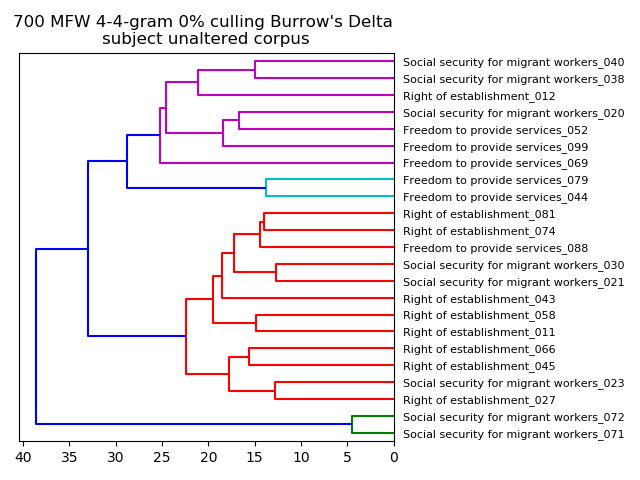 700 MFW 4-4-gram 0% culling Burrow's Delta
subject unaltered corpus
Social security for migrant workers_040
Social security for migrant workers_038
Right of establishment_012
Social security for migrant workers_020
Freedom to provide services_052
Freedom to provide services_099
Freedom to provide services_069
Freedom to provide services_079
Freedom to provide services_044
Right of establishment_081
Right of establishment_074
Freedom to provide services_088
Social security for migrant workers_030
Social security for migrant workers_021
Right of establishment_043
Right of establishment_058
Right of establishment_011
Right of establishment_066
Right of establishment_045
Social security for migrant workers_023
Right of establishment_027
Social security for migrant workers_072
Social security for migrant workers_071
40 35 30 25 20 15 10 5 0